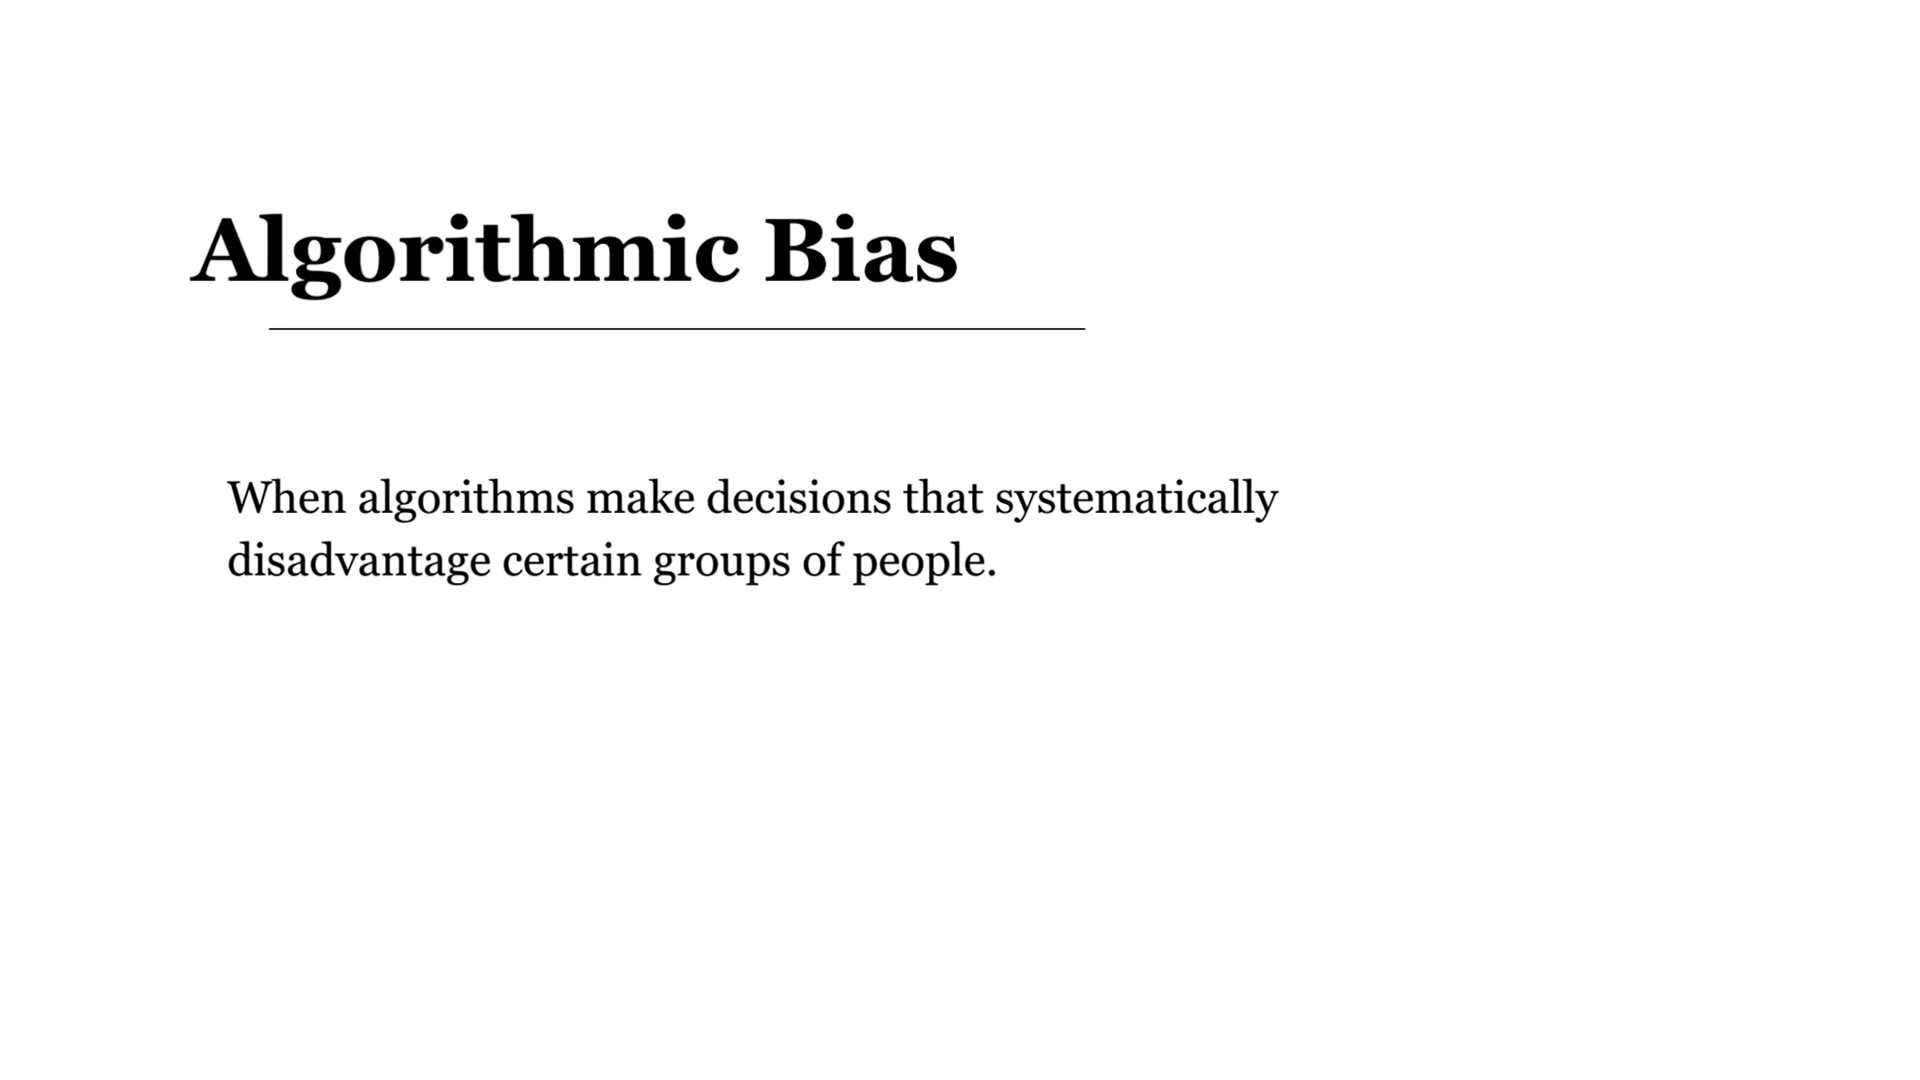 Algorithmic Bias
When algorithms make decisions that systematically
disadvantage certain groups of people.